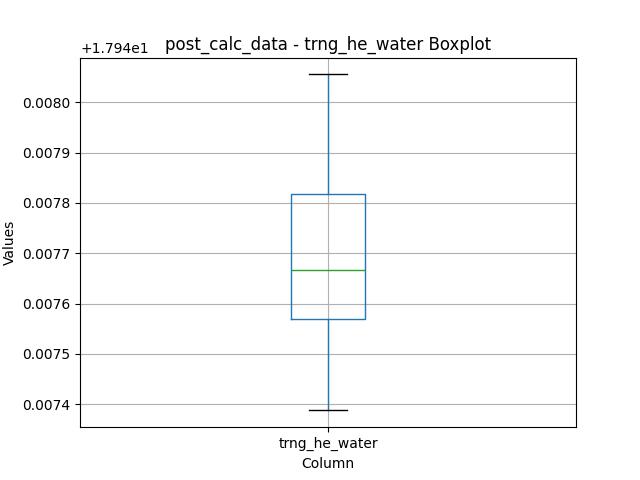 +1.794e1
post_calc_data - trng_he_water Boxplot
0.0080
0.0079
0.0078
0.0077
0.0076
0.0075
0.0074
Values
trng_he_water
Column